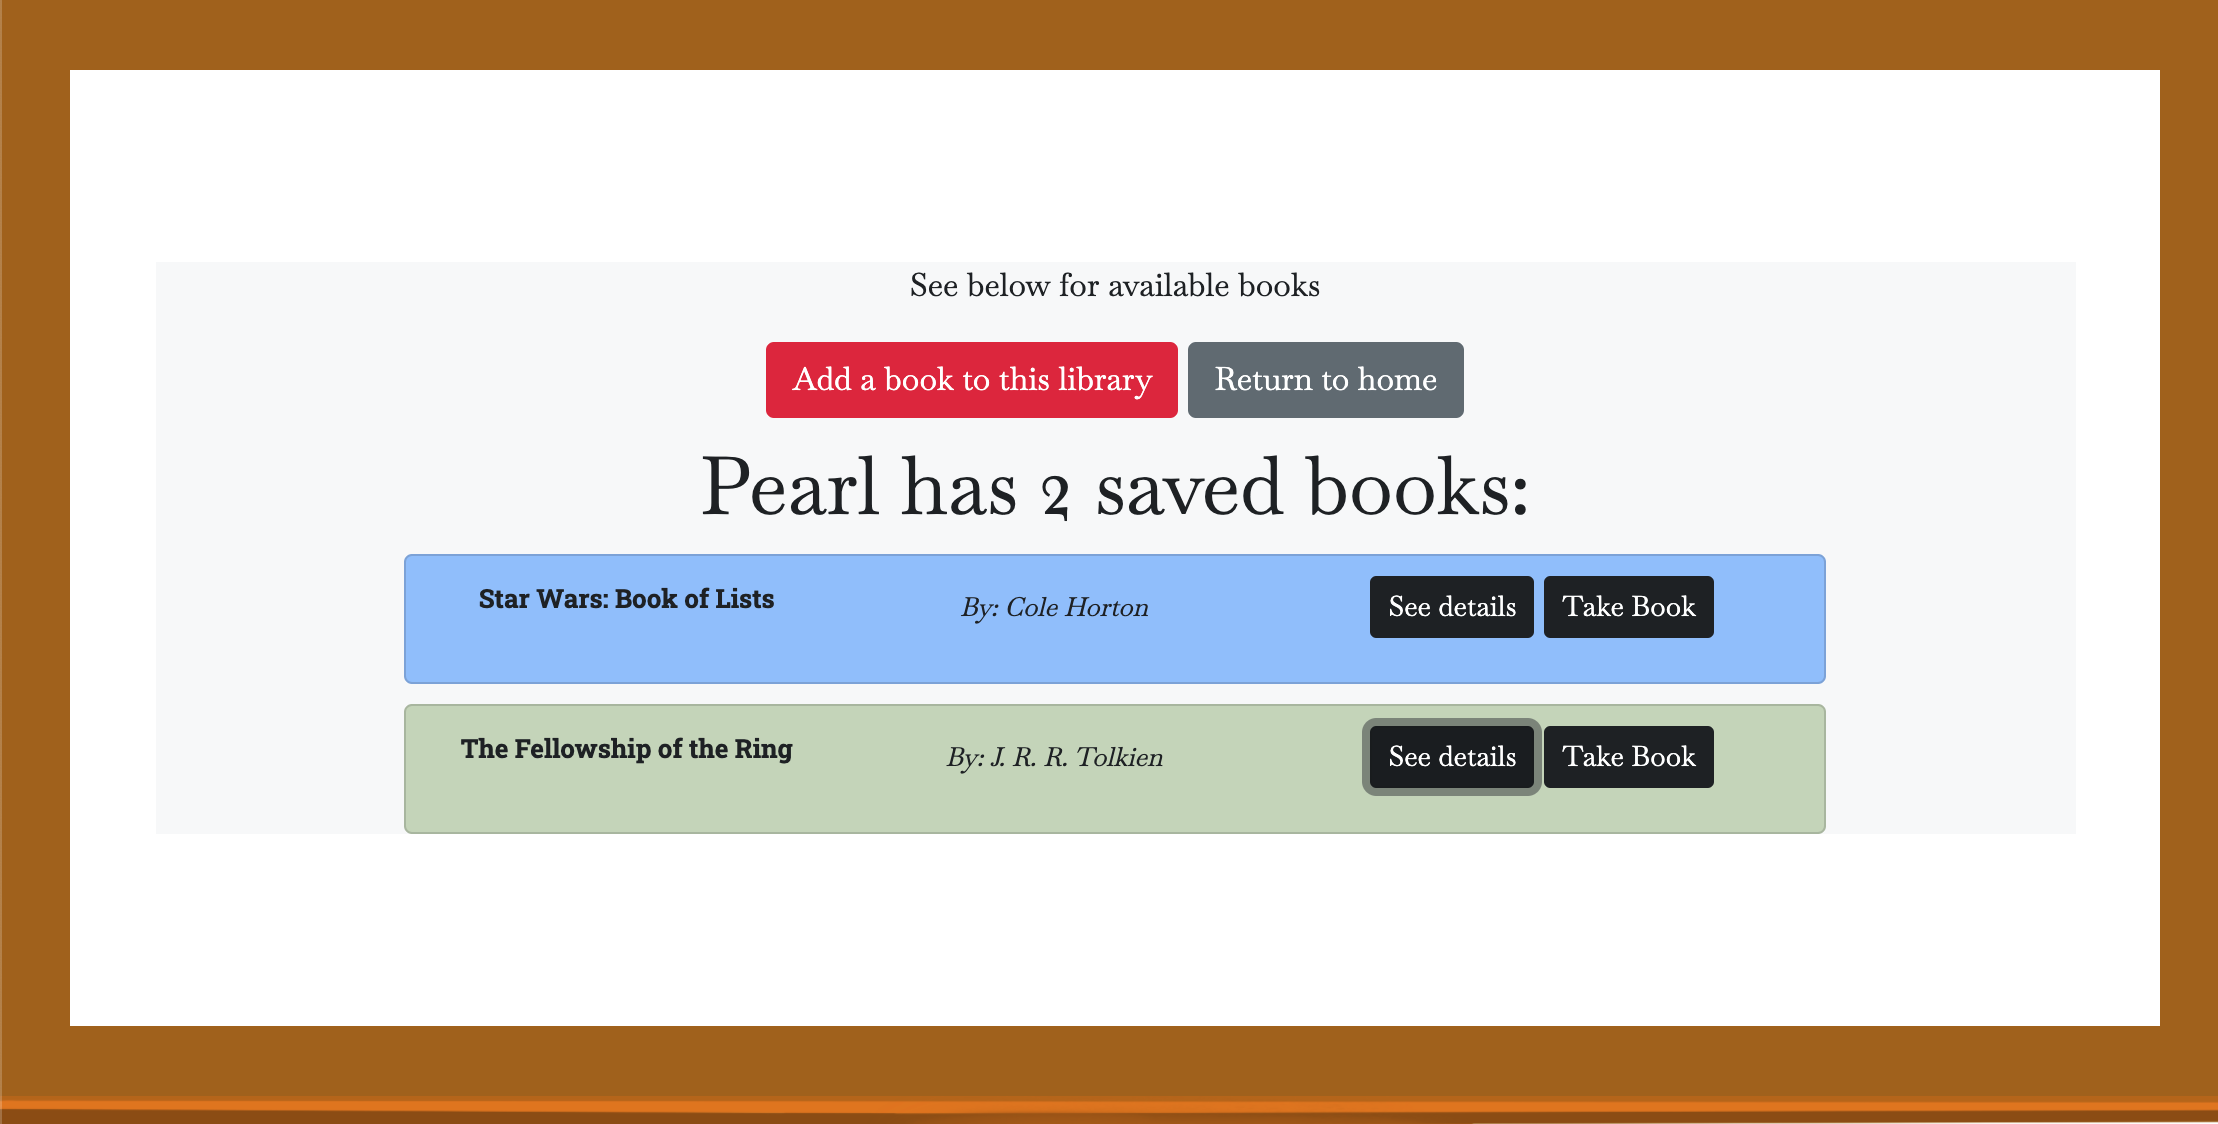 See below for available books
Add a book to this library Return to home
Pearl has 2 saved books:
Star Wars: Book of Lists By: Cole Horton See details Take Book
The Fellowship of the Ring By: J. R. R. Tolkien See details Take Book